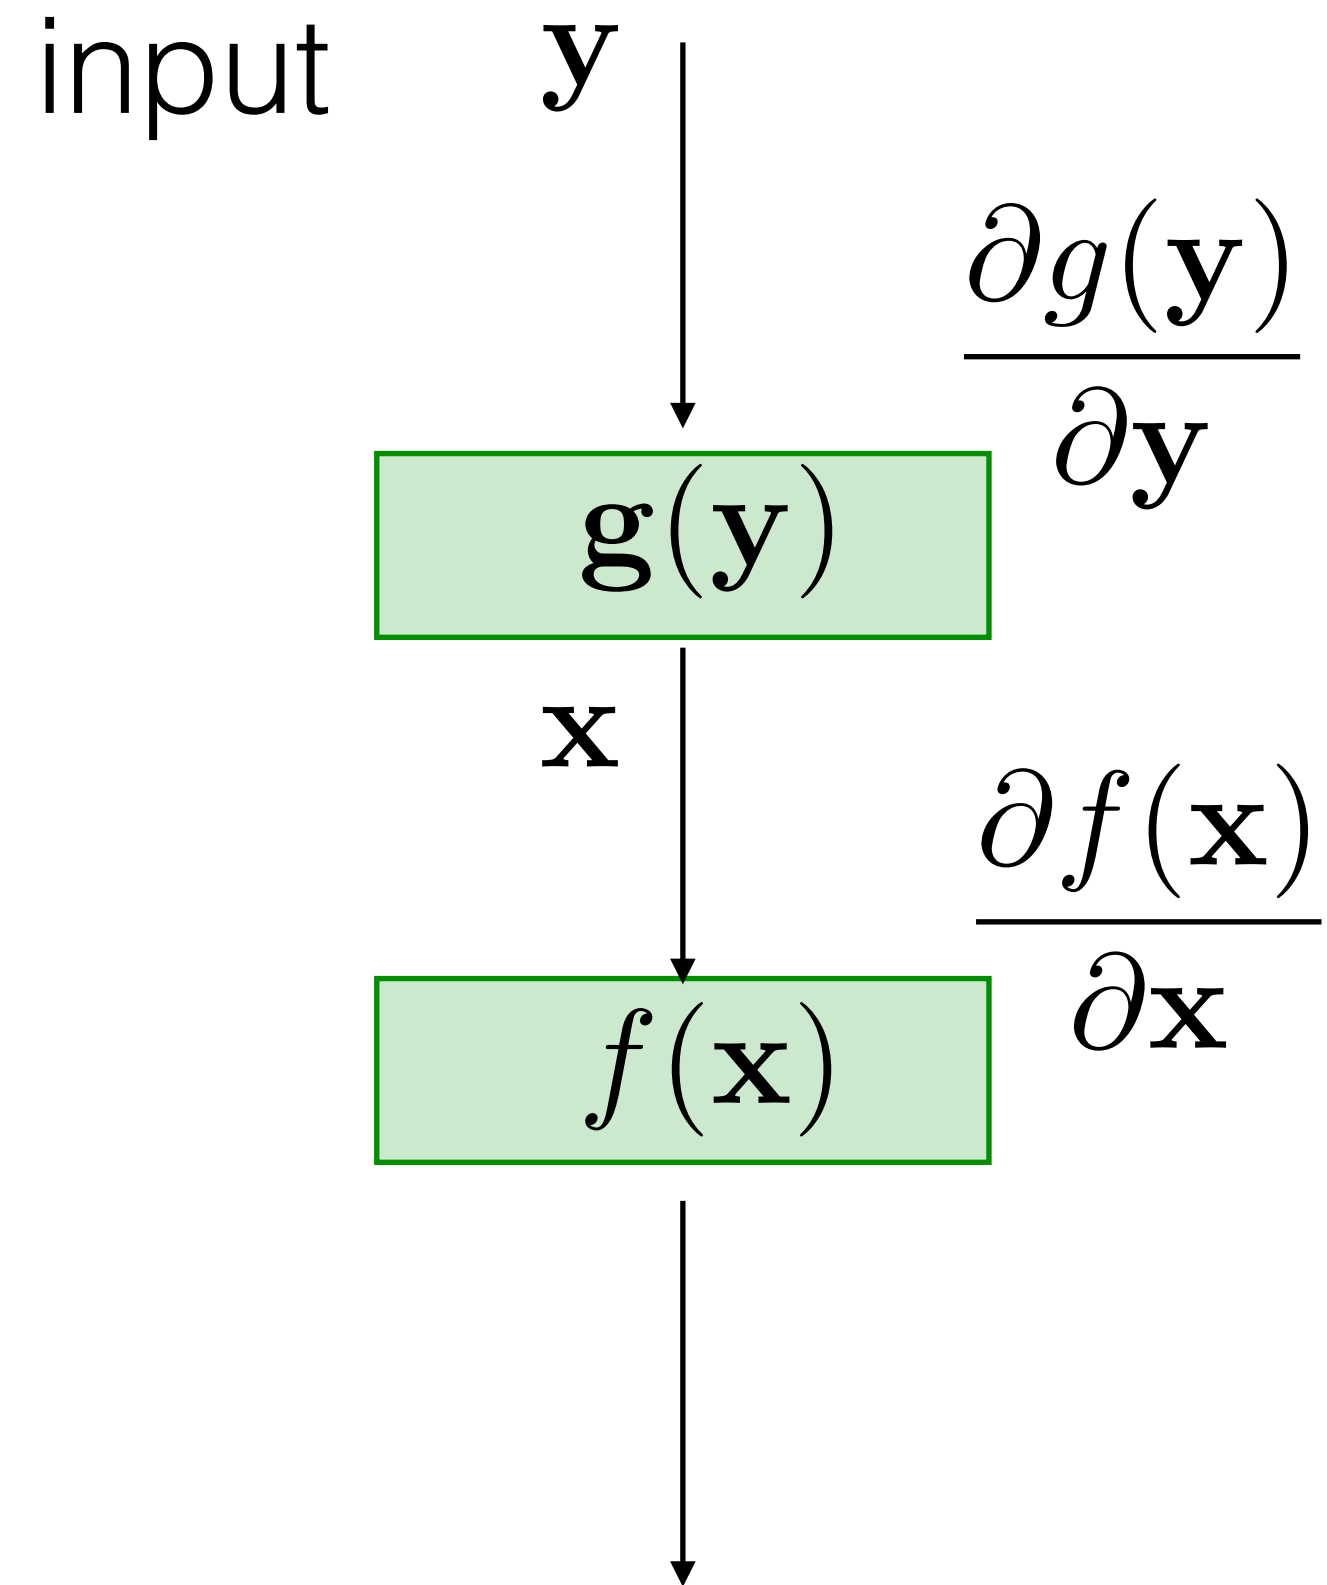 input y
∂g(𝐲)
∂𝐲
𝐠(𝐲)
𝐱
∂f(𝐱)
∂𝐱
f(𝐱)